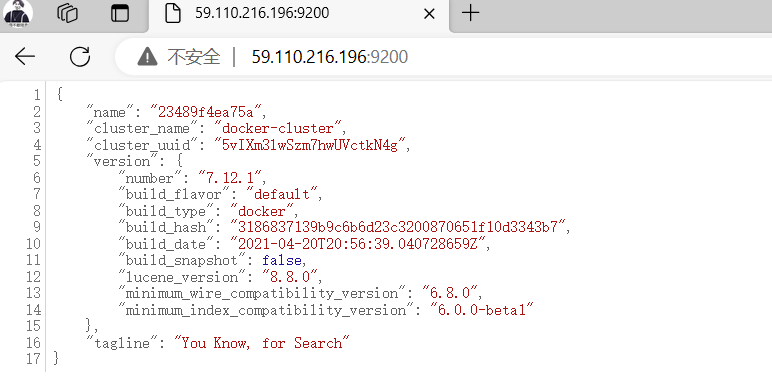 59.110.216.196:9200
不安全 | 59.110.216.196:9200
1 {
2 "name": "23489f4ea75a",
3 "cluster_name": "docker-cluster",
4 "cluster_uuid": "5vIXm31wSzm7hwUVctkN4g",
5 "version": {
6 "number": "7.12.1",
7 "build_flavor": "default",
8 "build_type": "docker",
9 "build_hash": "3186837139b9c6b6d23c3200870651f10d3343b7",
10 "build_date": "2021-04-20T20:56:39.040728659Z",
11 "build_snapshot": false,
12 "lucene_version": "8.8.0",
13 "minimum_wire_compatibility_version": "6.8.0",
14 "minimum_index_compatibility_version": "6.0.0-beta1"
15 },
16 "tagline": "You Know, for Search"
17 }